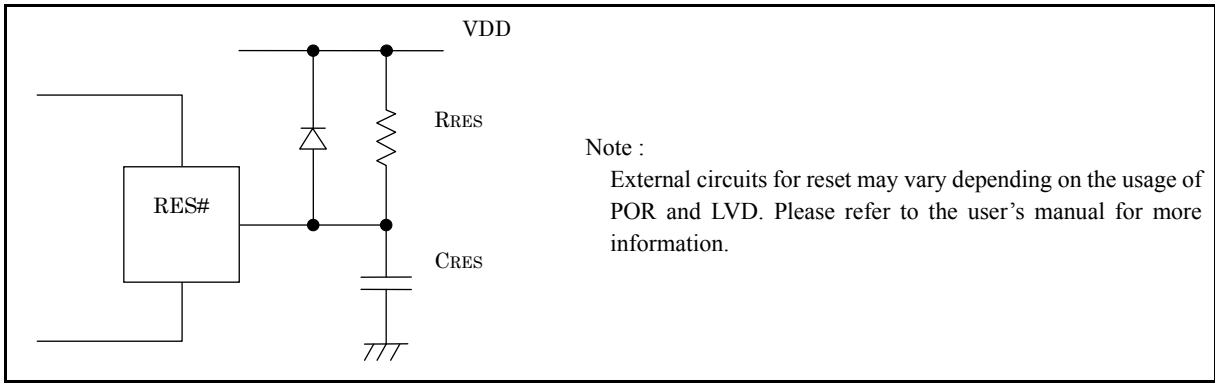 VDD
RRES
RES#
CRES
Note :
External circuits for reset may vary depending on the usage of
POR and LVD. Please refer to the user's manual for more
information.